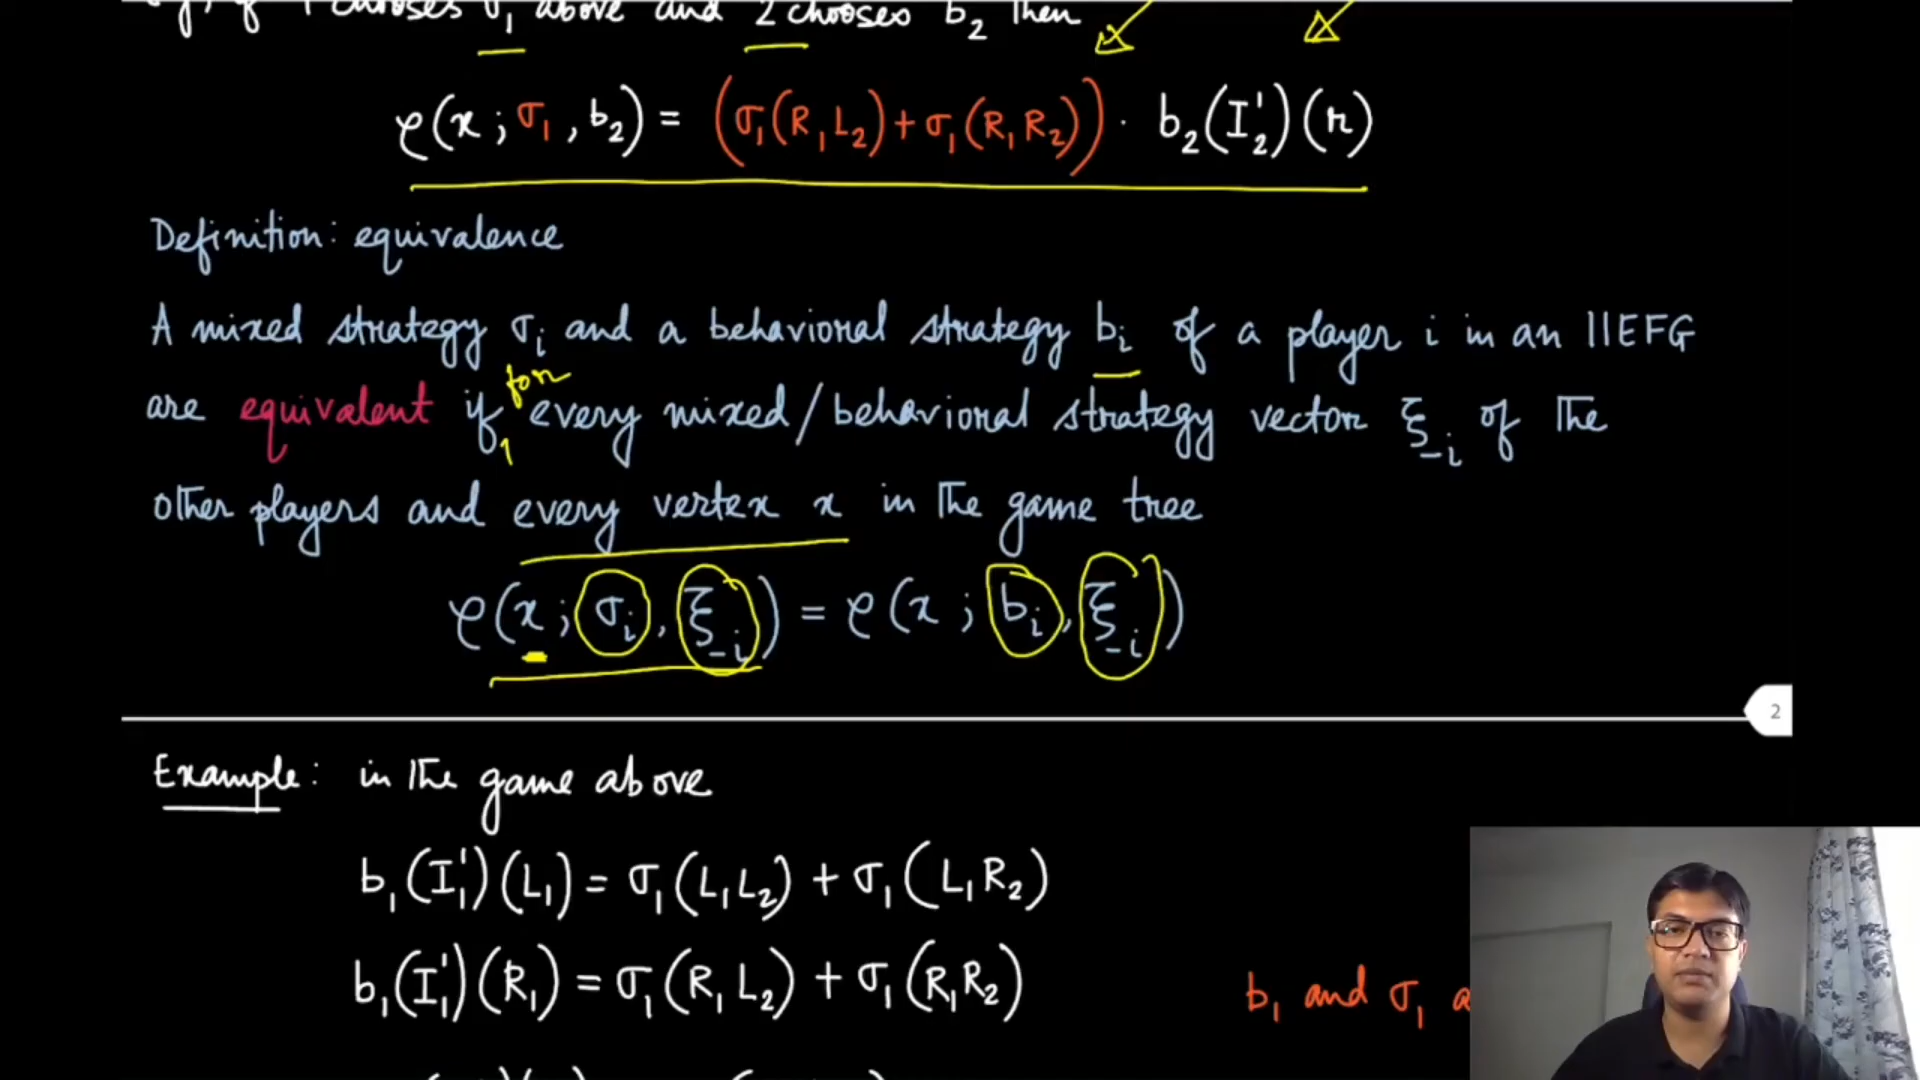 chooses σ₁ above and 2 chooses b₂ then
ρ(x; σ₁, b₂) = (σ₁(R₁L₂) + σ₁(R₁R₂)) · b₂(I₂¹)(r)
Definition: equivalence
A mixed strategy σᵢ and a behavioral strategy bᵢ of a player i in an IIEFG
are equivalent if for every mixed/behavioral strategy vector ξ₋ᵢ of the
other players and every vertex x in the game tree
ρ(x; σᵢ, ξ₋ᵢ) = ρ(x; bᵢ, ξ₋ᵢ)
2
Example: in the game above
b₁(I₁¹)(L₁) = σ₁(L₁L₂) + σ₁(L₁R₂)
b₁(I₁¹)(R₁) = σ₁(R₁L₂) + σ₁(R₁R₂)
b₁ and σ₁ a